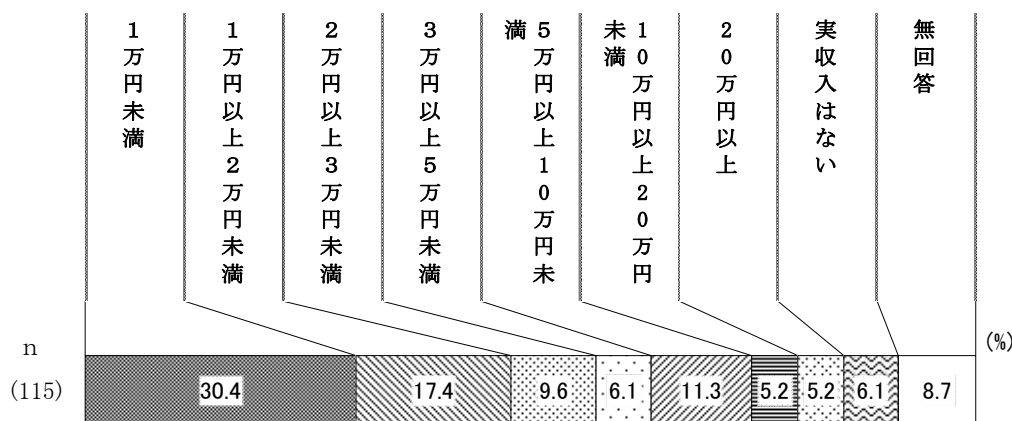 1万円未満
1万円以上2万円未満
2万円以上3万円未満
3万円以上5万円未満
5万円以上10万円未
満
10万円以上20万円
未満
20万円以上
実収入はない
無回答
(%)
n
(115)
30.4
17.4
9.6
6.1
11.3
5.2
5.2
6.1
8.7